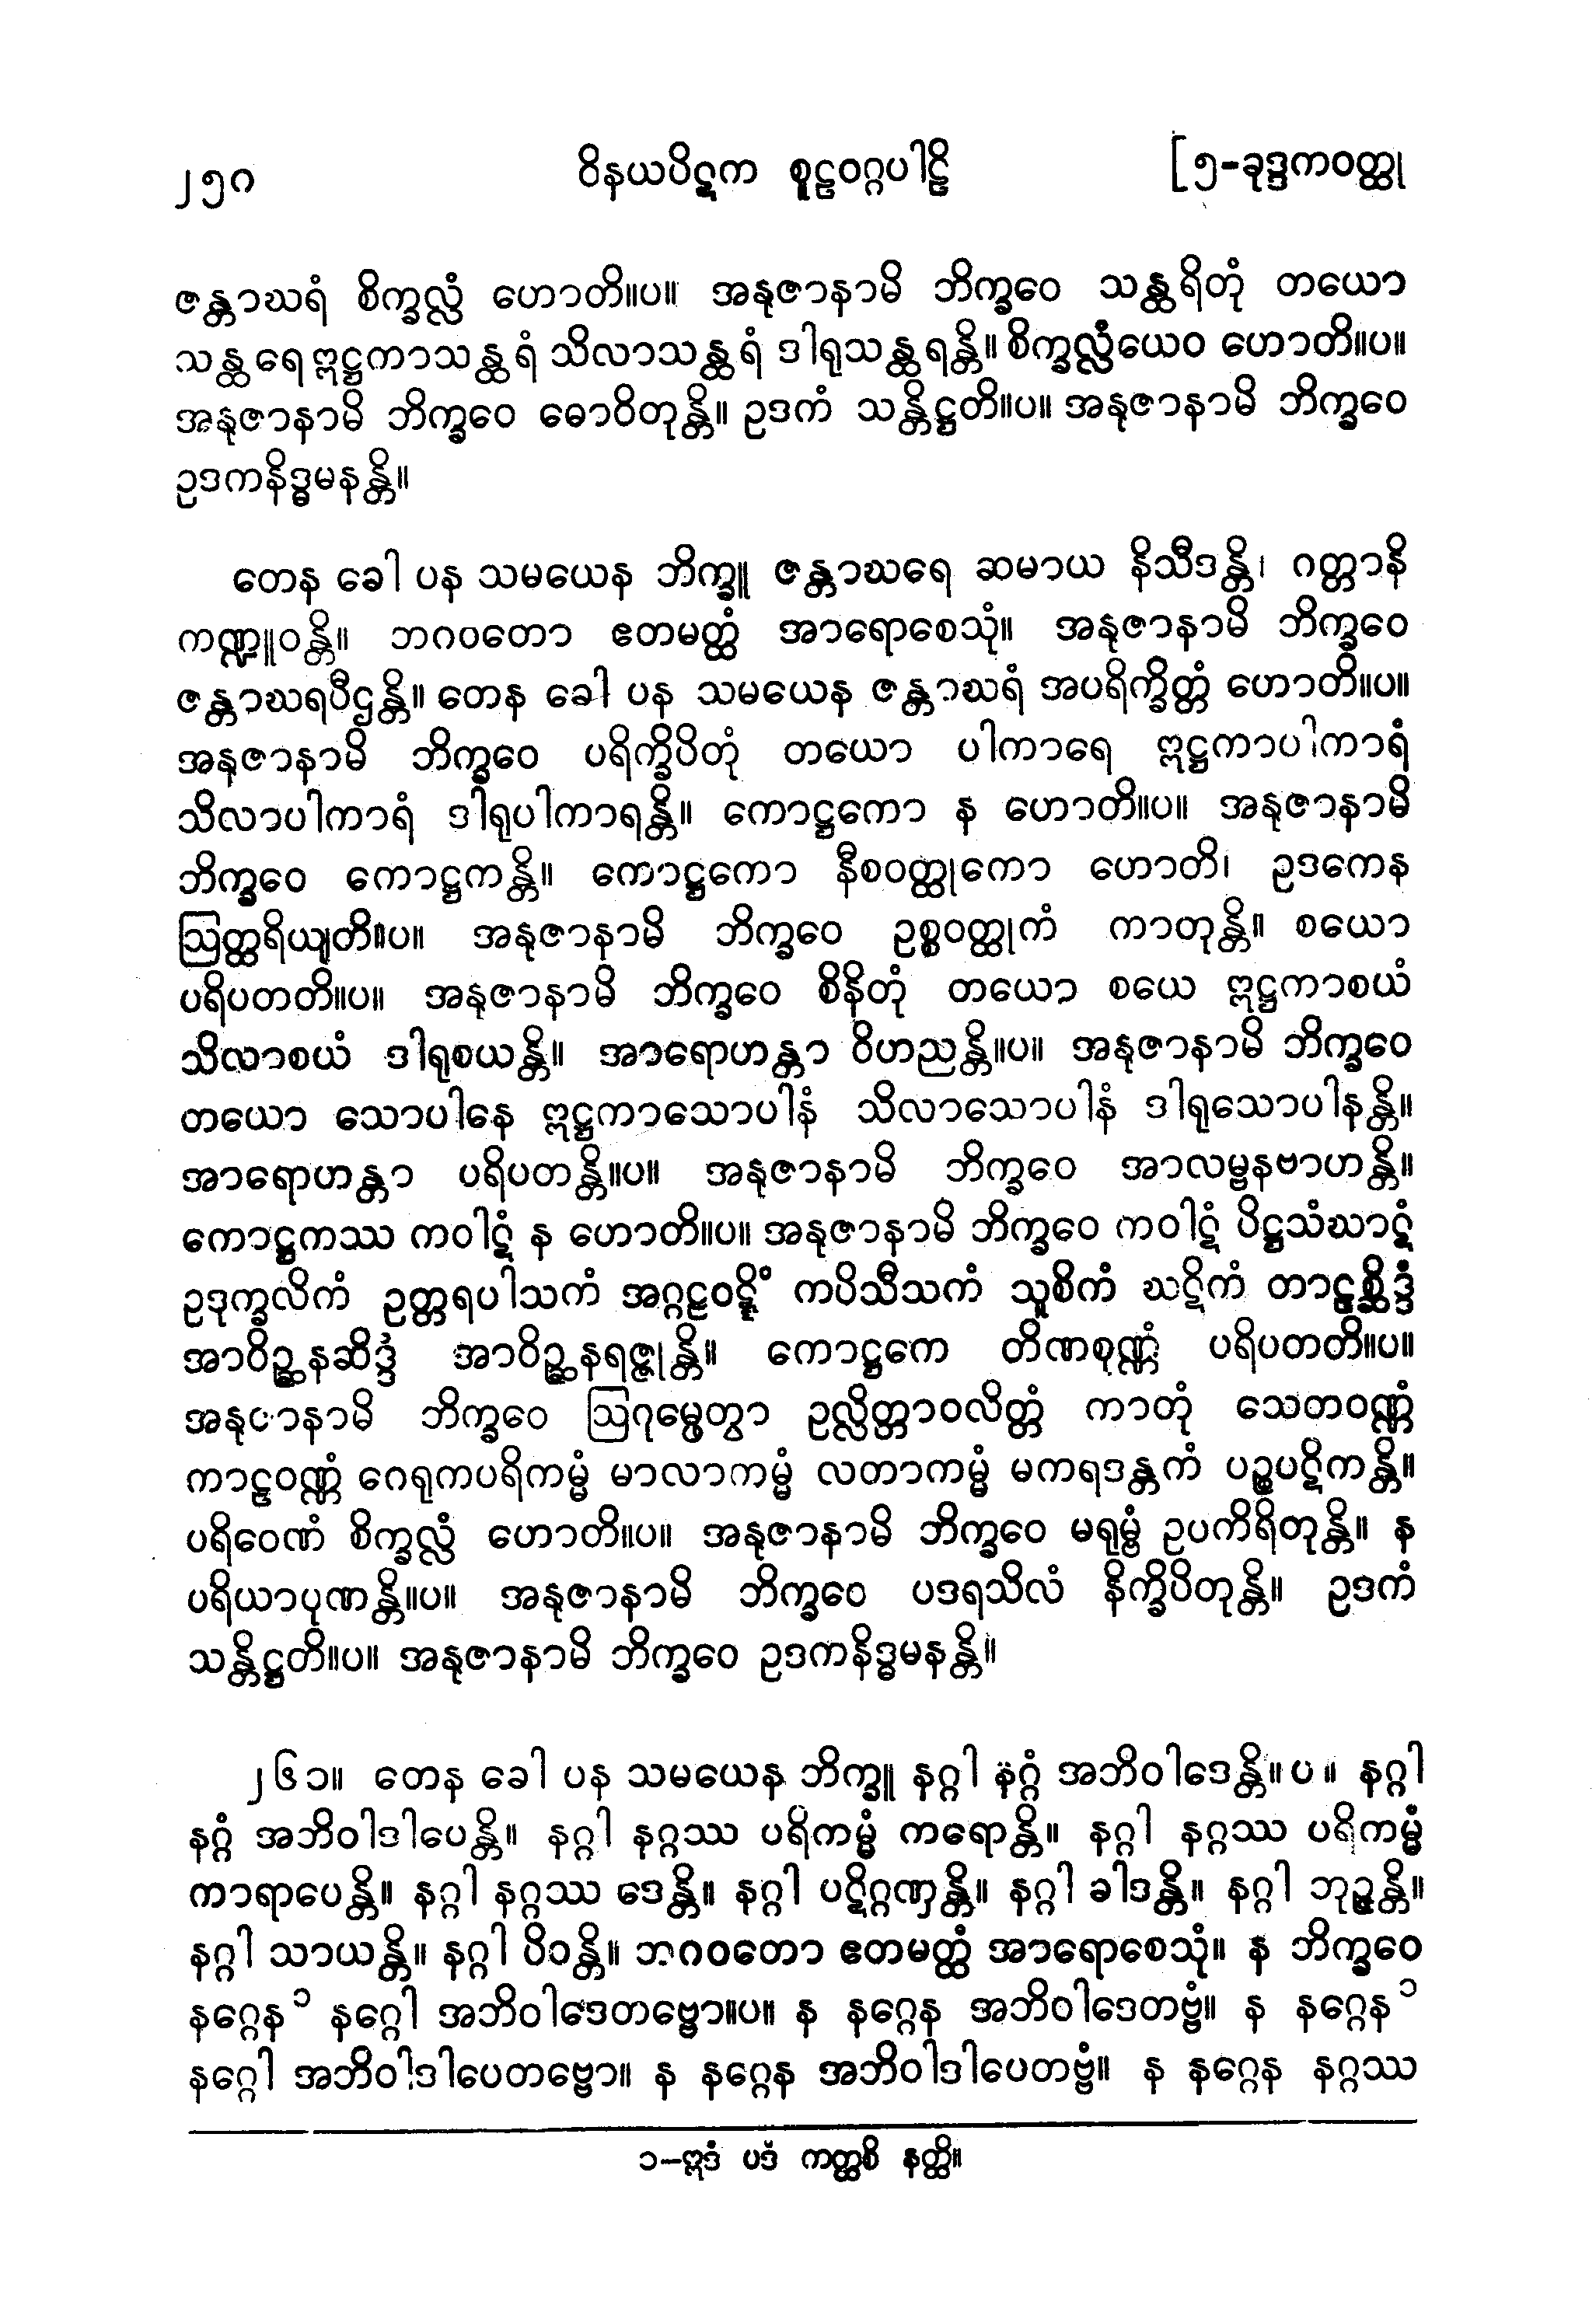 ၂၅၈ ဝိနယပိဋက စူဠဝဂ္ဂပါဠိ [၅-ခုဒ္ဒကဝတ္ထု
ဇန္တာဃရံ စိက္ခလ္လံ ဟောတိ။ပ။ အနုဇာနာမိ ဘိက္ခဝေ သန္ထရိတုံ တယော
သန္ထရေ ဣဋ္ဌကာသန္ထရံ သိလာသန္ထရံ ဒါရုသန္ထရန္တိ။ စိက္ခလ္လံယေဝ ဟောတိ။ပ။
အနုဇာနာမိ ဘိက္ခဝေ ဓောဝိတုန္တိ။ ဥဒကံ သန္တိဋ္ဌတိ။ပ။ အနုဇာနာမိ ဘိက္ခဝေ
ဥဒကနိဒ္ဓမနန္တိ။
တေန ခေါ ပန သမယေန ဘိက္ခူ ဇန္တာဃရေ ဆမာယ နိသီဒန္တိ၊ ဂတ္တာနိ
ကဏ္ဍူဝန္တိ။ ဘဂဝတော ဧတမတ္ထံ အာရောစေသုံ။ အနုဇာနာမိ ဘိက္ခဝေ
ဇန္တာဃရပီဌန္တိ။ တေန ခေါ ပန သမယေန ဇန္တာဃရံ အပရိက္ခိတ္တံ ဟောတိ။ပ။
အနုဇာနာမိ ဘိက္ခဝေ ပရိက္ခိပိတုံ တယော ပါကာရေ ဣဋ္ဌကာပါကာရံ
သိလာပါကာရံ ဒါရုပါကာရန္တိ။ ကောဋ္ဌကော န ဟောတိ။ပ။ အနုဇာနာမိ
ဘိက္ခဝေ ကောဋ္ဌကန္တိ။ ကောဋ္ဌကော နီစဝတ္ထုကော ဟောတိ၊ ဥဒကေန
ဩတ္ထရိယျတိ။ပ။ အနုဇာနာမိ ဘိက္ခဝေ ဥစ္စဝတ္ထုကံ ကာတုန္တိ။ စယော
ပရိပတတိ။ပ။ အနုဇာနာမိ ဘိက္ခဝေ စိနိတုံ တယော စယေ ဣဋ္ဌကာစယံ
သိလာစယံ ဒါရုစယန္တိ။ အာရောဟန္တာ ဝိဟညန္တိ။ပ။ အနုဇာနာမိ ဘိက္ခဝေ
တယော သောပါနေ ဣဋ္ဌကာသောပါနံ သိလာသောပါနံ ဒါရုသောပါနန္တိ။
အာရောဟန္တာ ပရိပတန္တိ။ပ။ အနုဇာနာမိ ဘိက္ခဝေ အာလမ္ဗနဗာဟန္တိ။
ကောဋ္ဌကဿ ကဝါဋံ န ဟောတိ။ပ။ အနုဇာနာမိ ဘိက္ခဝေ ကဝါဋံ ပိဋ္ဌသံဃာဋံ
ဥဒုက္ခလိကံ ဥတ္တရပါသကံ အဂ္ဂဠဝဋ္ဋိံ ကပိသီသကံ သူစိကံ ဃဋိကံ တာဠစ္ဆိဒ္ဒံ
အာဝိဉ္ဆနဆိဒ္ဒံ အာဝိဉ္ဆနရဇ္ဇုန္တိ။ ကောဋ္ဌကေ တိဏစုဏ္ဏံ ပရိပတတိ။ပ။
အနုဇာနာမိ ဘိက္ခဝေ ဩဂုမ္ဖေတွာ ဥလ္လိတ္တာဝလိတ္တံ ကာတုံ သေတဝဏ္ဏံ
ကာဠဝဏ္ဏံ ဂေရုကပရိကမ္မံ မာလာကမ္မံ လတာကမ္မံ မကရဒန္တကံ ပဉ္စပဋိကန္တိ။
ပရိဝေဏံ စိက္ခလ္လံ ဟောတိ။ပ။ အနုဇာနာမိ ဘိက္ခဝေ မရုမ္ဗံ ဥပကိရိတုန္တိ။ န
ပရိယာပုဏန္တိ။ပ။ အနုဇာနာမိ ဘိက္ခဝေ ပဒရသိလံ နိက္ခိပိတုန္တိ။ ဥဒကံ
သန္တိဋ္ဌတိ။ပ။ အနုဇာနာမိ ဘိက္ခဝေ ဥဒကနိဒ္ဓမနန္တိ။
၂၆၁။ တေန ခေါ ပန သမယေန ဘိက္ခူ နဂ္ဂါ နဂ္ဂံ အဘိဝါဒေန္တိ။ပ။ နဂ္ဂါ
နဂ္ဂံ အဘိဝါဒါပေန္တိ။ နဂ္ဂါ နဂ္ဂဿ ပရိကမ္မံ ကရောန္တိ။ နဂ္ဂါ နဂ္ဂဿ ပရိကမ္မံ
ကာရာပေန္တိ။ နဂ္ဂါ နဂ္ဂဿ ဒေန္တိ။ နဂ္ဂါ ပဋိဂ္ဂဏှန္တိ။ နဂ္ဂါ ခါဒန္တိ။ နဂ္ဂါ ဘုဉ္ဇန္တိ။
နဂ္ဂါ သာယန္တိ။ နဂ္ဂါ ပိဝန္တိ။ ဘဂဝတော ဧတမတ္ထံ အာရောစေသုံ။ န ဘိက္ခဝေ
နဂ္ဂေန ၁ နဂ္ဂေါ အဘိဝါဒေတဗ္ဗော။ပ။ န နဂ္ဂေန အဘိဝါဒေတဗ္ဗံ။ န နဂ္ဂေန ၁
နဂ္ဂေါ အဘိဝါဒါပေတဗ္ဗော။ န နဂ္ဂေန အဘိဝါဒါပေတဗ္ဗံ။ န နဂ္ဂေန နဂ္ဂဿ
၁-ဣဒံ ပဒံ ကတ္ထစိ နတ္ထိ။